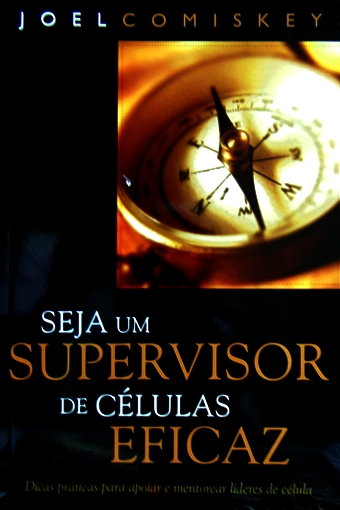 JOEL COMISKEY
SEJA UM
SUPERVISOR
DE CÉLULAS
EFICAZ
Dicas práticas para apoiar e mentorear líderes de célula